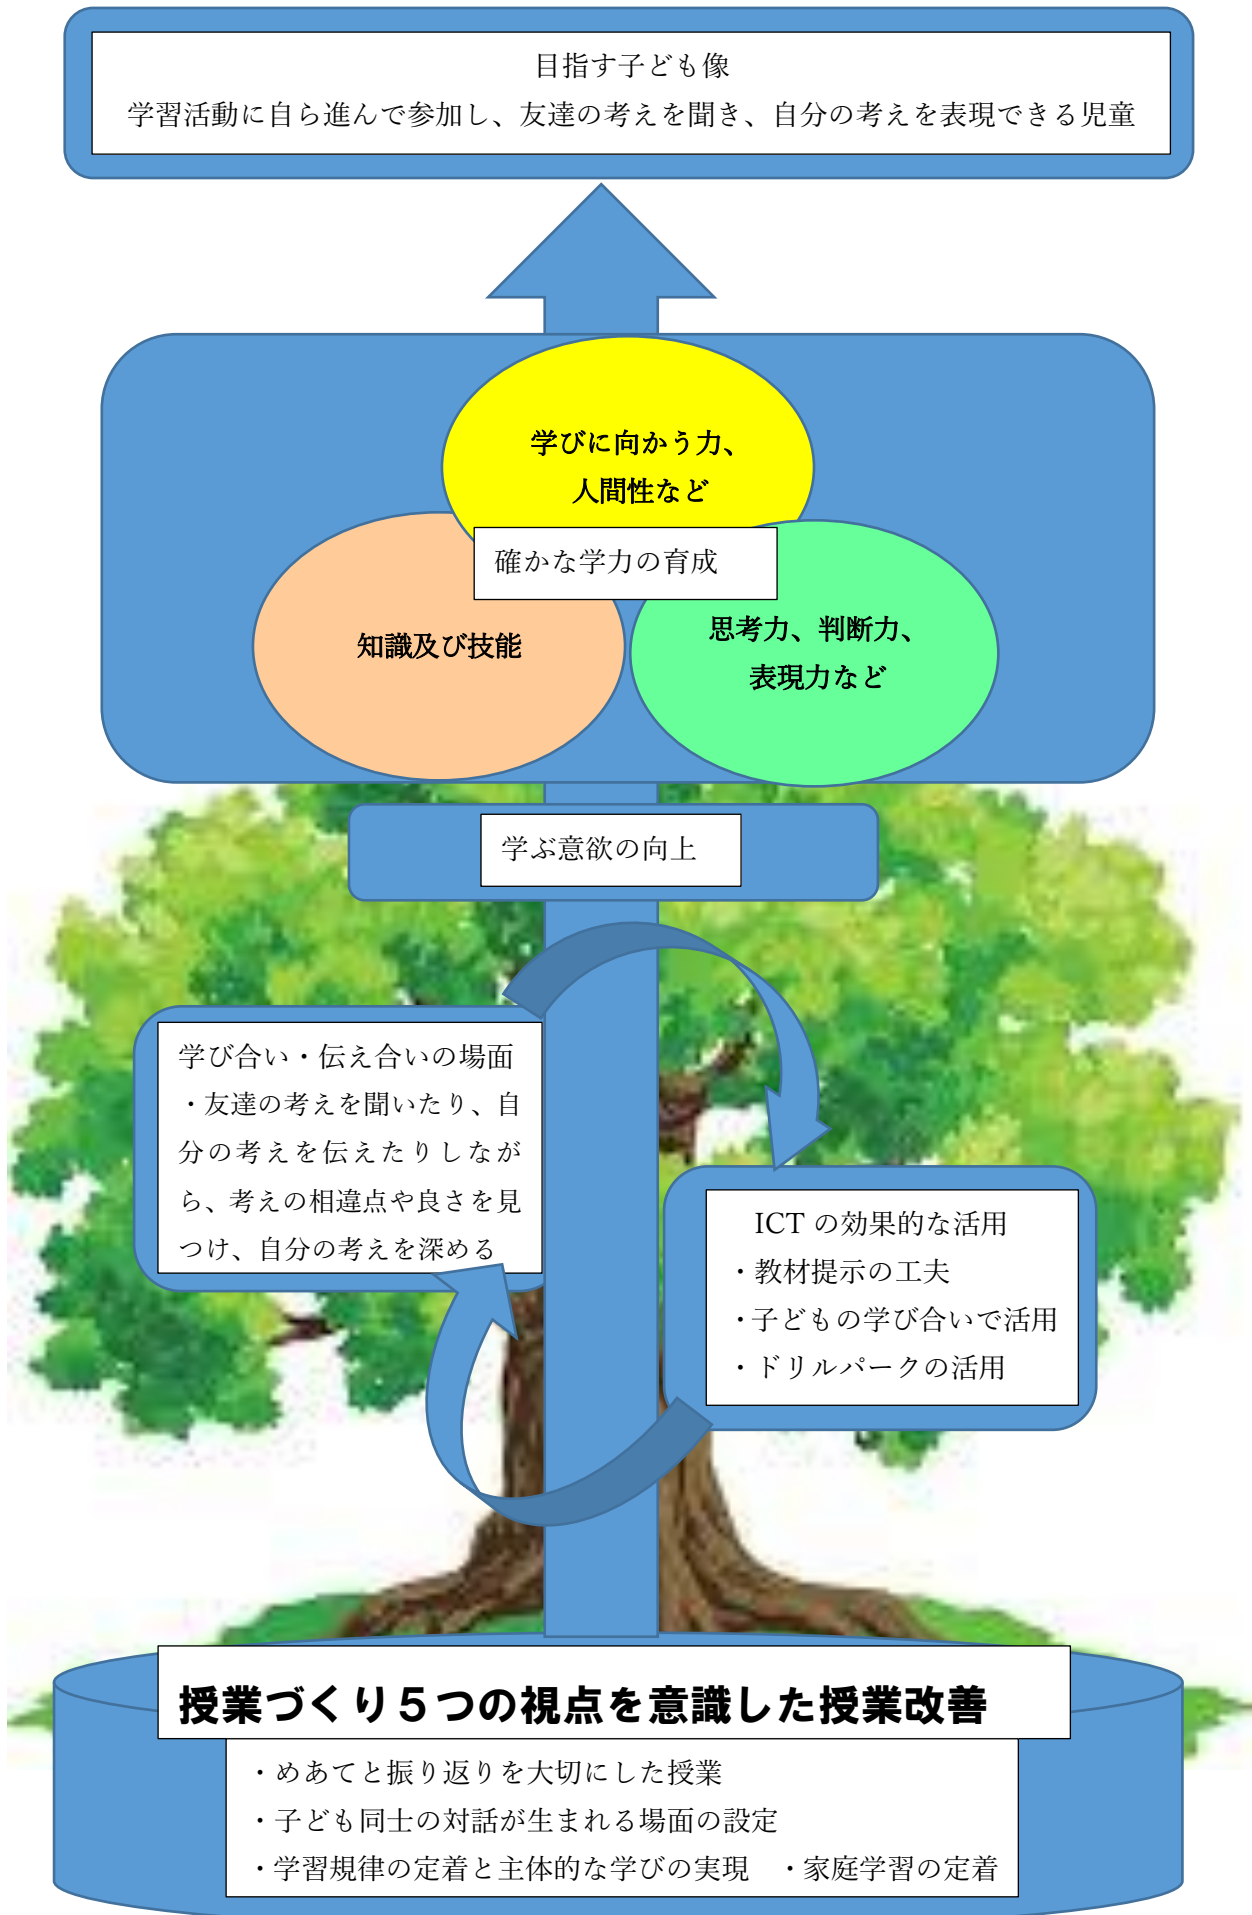 目指す子ども像
学習活動に自ら進んで参加し、友達の考えを聞き、自分の考えを表現できる児童
学びに向かう力、
人間性など
確かな学力の育成
知識及び技能
思考力、判断力、
表現力など
学ぶ意欲の向上
学び合い・伝え合いの場面
・友達の考えを聞いたり、自
分の考えを伝えたりしなが
ら、考えの相違点や良さを見
つけ、自分の考えを深める
ICT の効果的な活用
・教材提示の工夫
・子どもの学び合いで活用
・ドリルパークの活用
授業づくり５つの視点を意識した授業改善
・めあてと振り返りを大切にした授業
・子ども同士の対話が生まれる場面の設定
・学習規律の定着と主体的な学びの実現　・家庭学習の定着